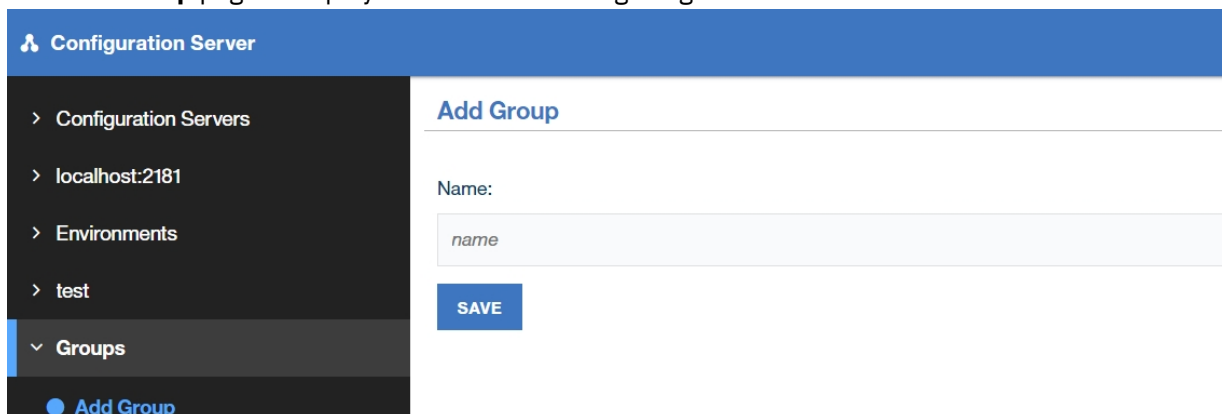 Configuration Server
Configuration Servers
localhost:2181
Environments
test
Groups
Add Group
Add Group
Name:
name
SAVE